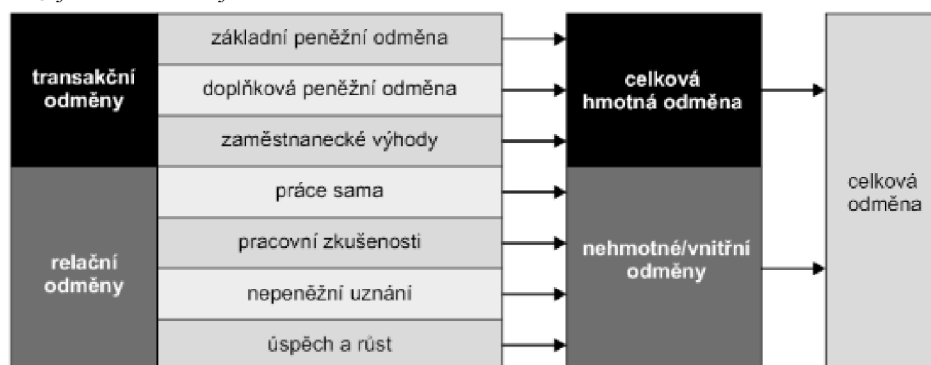 transakční
odměny
základní peněžní odměna
doplňková peněžní odměna
zaměstnanecké výhody
celková
hmotná odměna
relační
odměny
práce sama
pracovní zkušenosti
nepeněžní uznání
úspěch a růst
nehmotné/vnitřní
odměny
celková
odměna